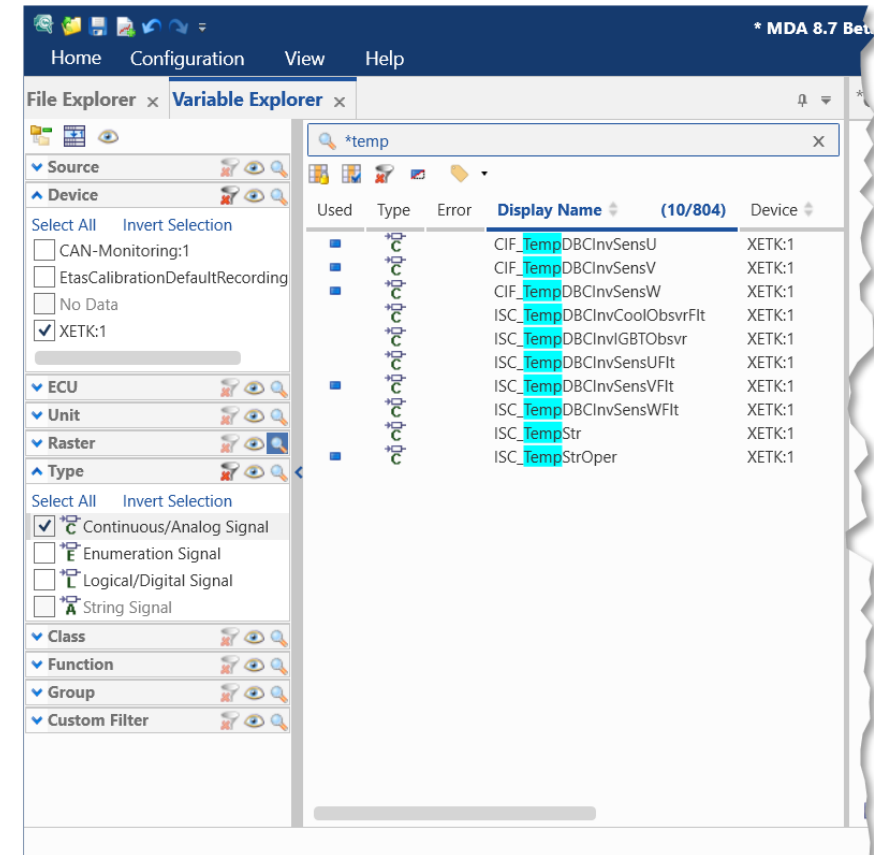 * MDA 8.7 Bet
Home Configuration View Help
File Explorer × Variable Explorer ×
*temp
Source
Device
Select All Invert Selection
CAN-Monitoring:1
EtasCalibrationDefaultRecording
No Data
XETK:1
ECU
Unit
Raster
Type
Select All Invert Selection
C Continuous/Analog Signal
E Enumeration Signal
L Logical/Digital Signal
A String Signal
Class
Function
Group
Custom Filter
Used Type Error Display Name (10/804) Device
C CIF_TempDBCInvSensU XETK:1
C CIF_TempDBCInvSensV XETK:1
C CIF_TempDBCInvSensW XETK:1
C ISC_TempDBCInvCoolObsvrFlt XETK:1
C ISC_TempDBCInvIGBTObsvr XETK:1
C ISC_TempDBCInvSensUFlt XETK:1
C ISC_TempDBCInvSensVFlt XETK:1
C ISC_TempDBCInvSensWFlt XETK:1
C ISC_TempStr XETK:1
C ISC_TempStrOper XETK:1